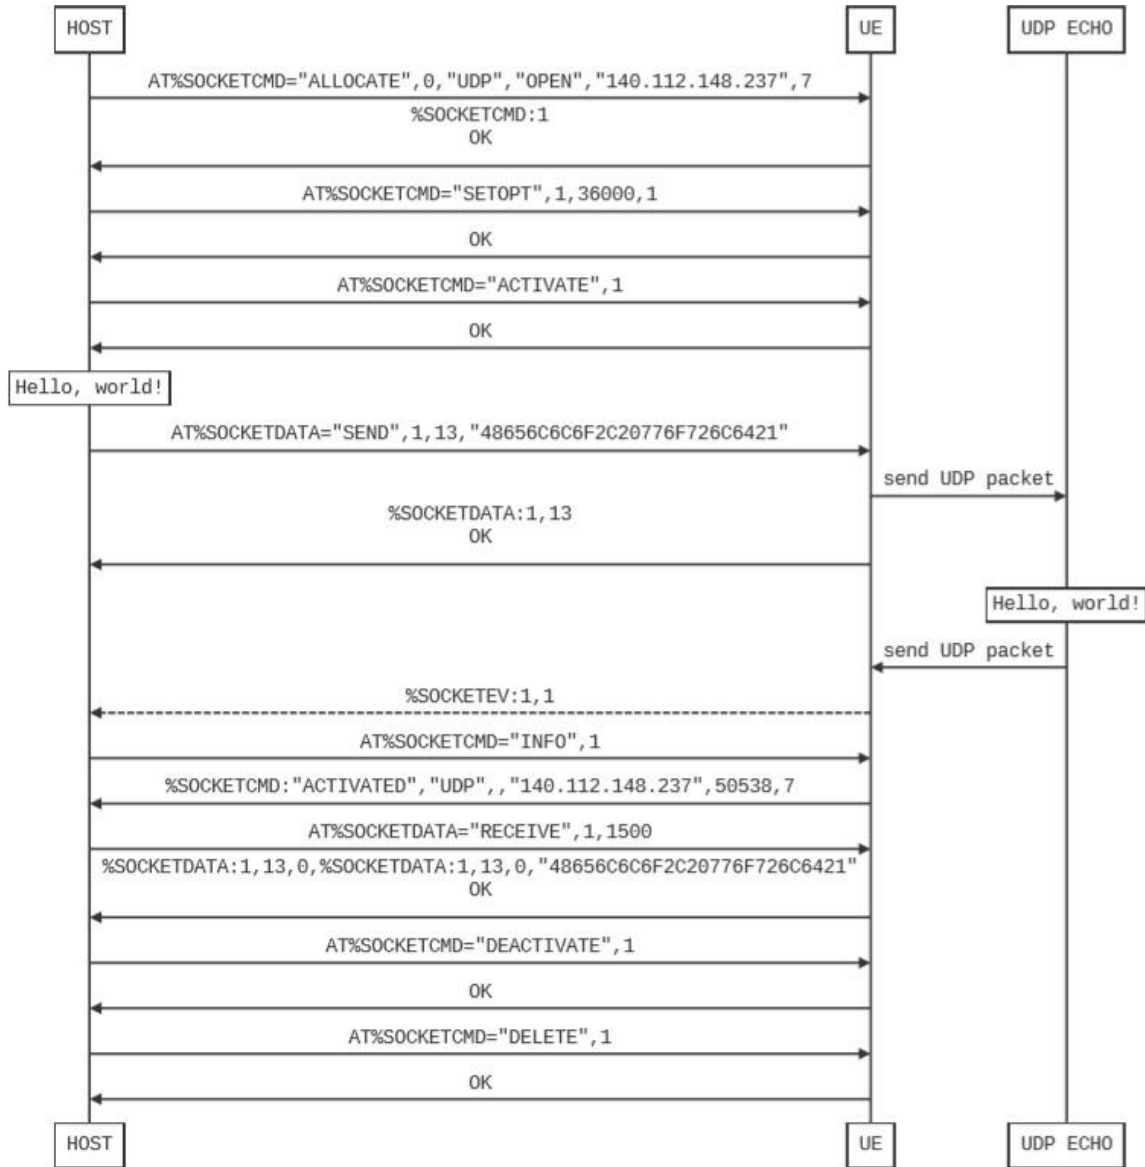 HOST UE UDP ECHO
AT%SOCKETCMD="ALLOCATE",0,"UDP","OPEN","140.112.148.237",7
%SOCKETCMD:1
OK
AT%SOCKETCMD="SETOPT",1,36000,1
OK
AT%SOCKETCMD="ACTIVATE",1
OK
Hello, world!
AT%SOCKETDATA="SEND",1,13,"48656C6C6F2C20776F726C6421"
send UDP packet
%SOCKETDATA:1,13
OK
Hello, world!
send UDP packet
%SOCKETEV:1,1
AT%SOCKETCMD="INFO",1
%SOCKETCMD:"ACTIVATED","UDP",,"140.112.148.237",50538,7
AT%SOCKETDATA="RECEIVE",1,1500
%SOCKETDATA:1,13,0,%SOCKETDATA:1,13,0,"48656C6C6F2C20776F726C6421"
OK
AT%SOCKETCMD="DEACTIVATE",1
OK
AT%SOCKETCMD="DELETE",1
OK
HOST UE UDP ECHO